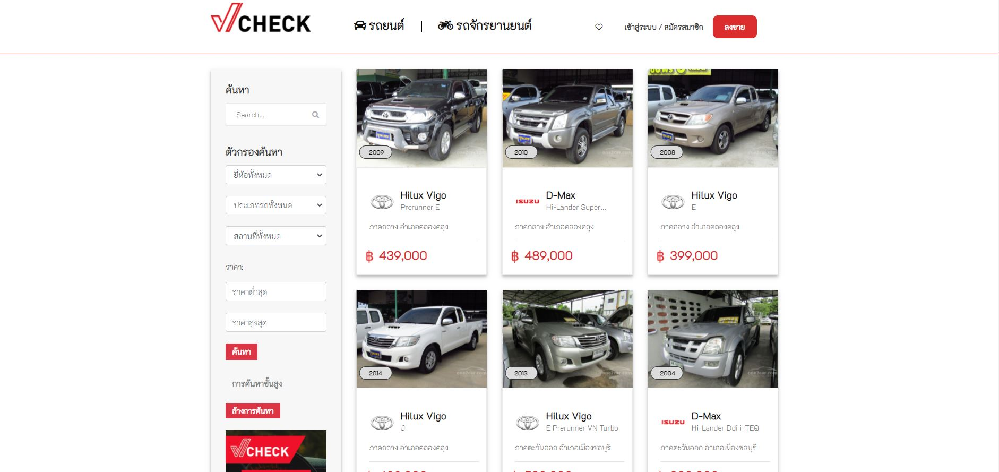 CHECK
รถยนต์ | รถจักรยานยนต์
เข้าสู่ระบบ / สมัครสมาชิก
ลงขาย
ค้นหา
Search...
ตัวกรองค้นหา
ยี่ห้อทั้งหมด
ประเภทรถทั้งหมด
สถานที่ทั้งหมด
ราคา:
ราคาต่ำสุด
ราคาสูงสุด
ค้นหา
การค้นหาขั้นสูง
ล้างการค้นหา
CHECK
2009
one2car.com
Hilux Vigo
Prerunner E
ภาคกลาง อำเภอคลองคลุง
฿ 439,000
2010
one2car.com
ISUZU
D-Max
Hi-Lander Super...
ภาคกลาง อำเภอคลองคลุง
฿ 489,000
2008
one2car.com
Hilux Vigo
E
ภาคกลาง อำเภอคลองคลุง
฿ 399,000
2014
one2car.com
Hilux Vigo
J
ภาคกลาง อำเภอคลองคลุง
2013
one2car.com
Hilux Vigo
E Prerunner VN Turbo
ภาคตะวันออก อำเภอเมืองชลบุรี
2004
one2car.com
ISUZU
D-Max
Hi-Lander Ddi i-TEQ
ภาคตะวันออก อำเภอเมืองชลบุรี